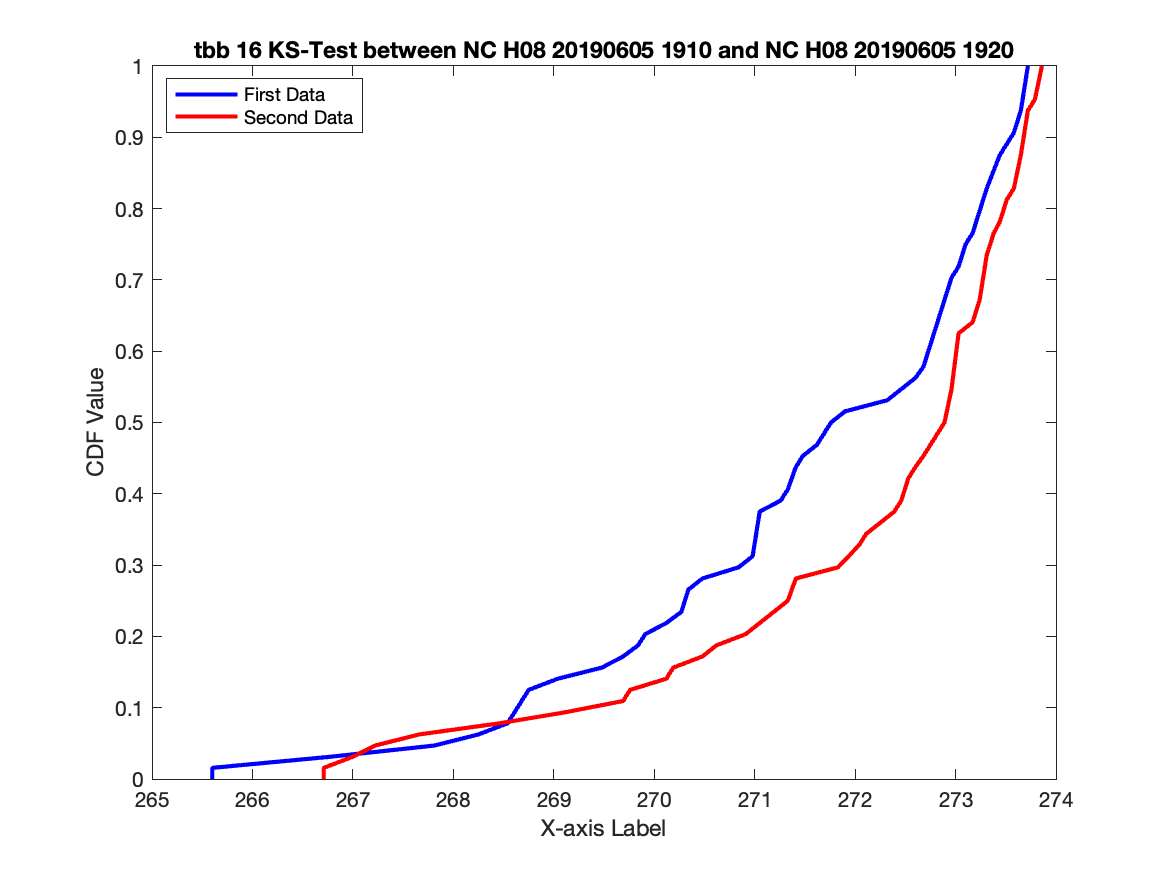 tbb 16 KS-Test between NC H08 20190605 1910 and NC H08 20190605 1920
First Data
Second Data
1
0.9
0.8
0.7
0.6
0.5
0.4
0.3
0.2
0.1
0
CDF Value
265 266 267 268 269 270 271 272 273 274
X-axis Label